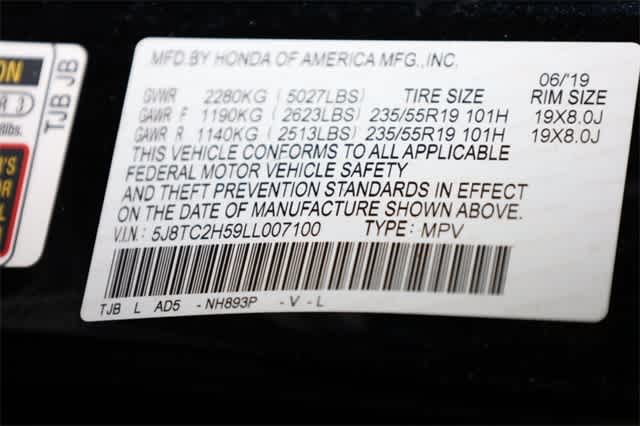 ON
R 3
lbs.
TJB JB
MFD.BY HONDA OF AMERICA MFG.,INC.
06/'19
GVWR 2280KG (5027LBS) TIRE SIZE RIM SIZE
GAWR F 1190KG (2623LBS) 235/55R19 101H 19X8.0J
GAWR R 1140KG (2513LBS) 235/55R19 101H 19X8.0J
THIS VEHICLE CONFORMS TO ALL APPLICABLE
FEDERAL MOTOR VEHICLE SAFETY
AND THEFT PREVENTION STANDARDS IN EFFECT
ON THE DATE OF MANUFACTURE SHOWN ABOVE.
V.I.N: 5J8TC2H59LL007100 TYPE: MPV
TJB L AD5 - NH893P - V - L